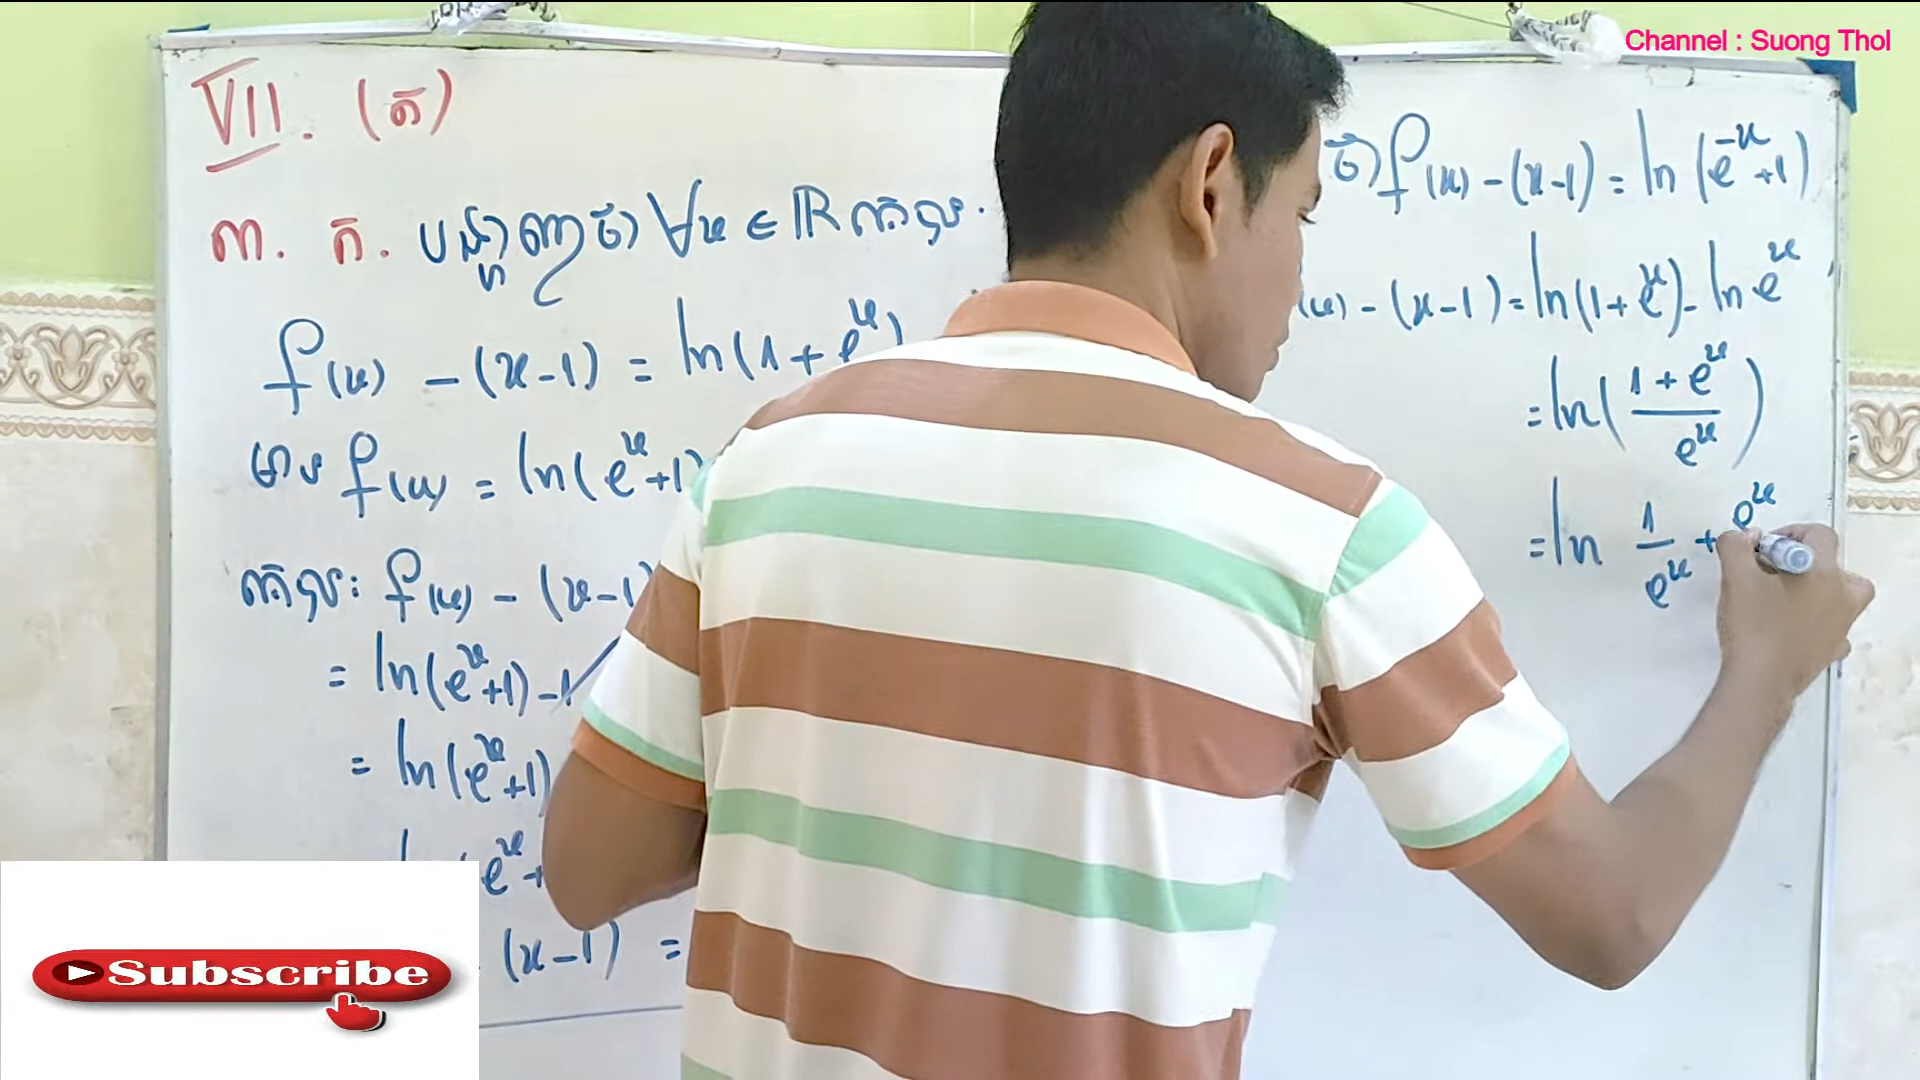 Channel : Suong Thol
VII. (ត)
៣. ក. បង្ហាញថា ∀x ∈ ℝ គេបាន
f(x) - (x-1) = ln(1 + e^x)
មាន f(x) = ln(e^x+1)
គេបាន: f(x) - (x-1)
= ln(e^x+1) - 1
= ln(e^x+1)
e^x+
(x-1) =
ថា) f(x) - (x-1) = ln(e^-x+1)
(x) - (x-1) = ln(1+e^x) - ln e^x
= ln((1+e^x)/e^x)
= ln 1/e^x + e^x
Subscribe